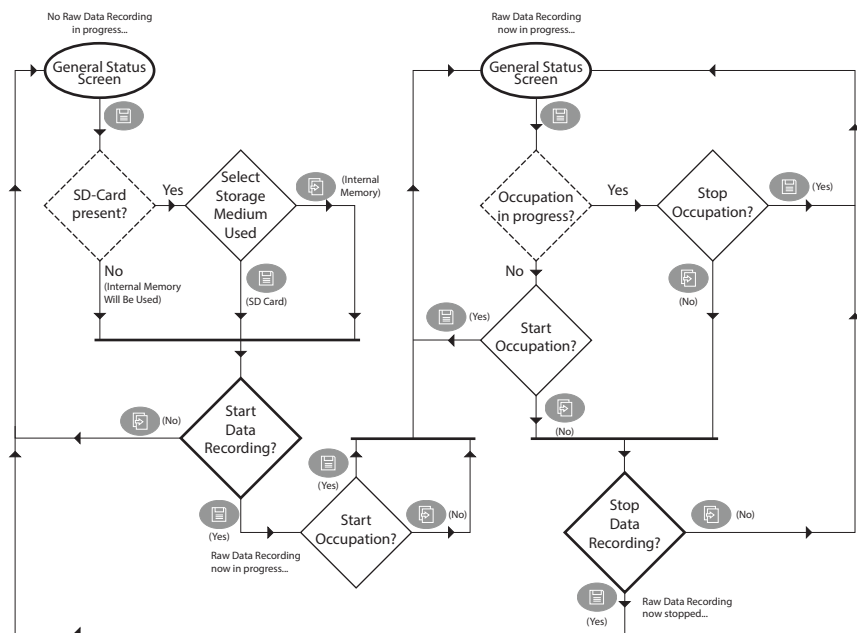 No Raw Data Recording
in progress...
General Status
Screen
SD-Card
present?
Yes
Select
Storage
Medium
Used
(Internal
Memory)
No
(Internal Memory
Will Be Used)
(SD Card)
Start
Data
Recording?
(No)
(Yes)
Raw Data Recording
now in progress...
Start
Occupation?
(Yes)
(No)
Raw Data Recording
now in progress...
General Status
Screen
Occupation
in progress?
Yes
Stop
Occupation?
(Yes)
No
(No)
(Yes)
Start
Occupation?
(No)
Stop
Data
Recording?
(No)
(Yes)
Raw Data Recording
now stopped...